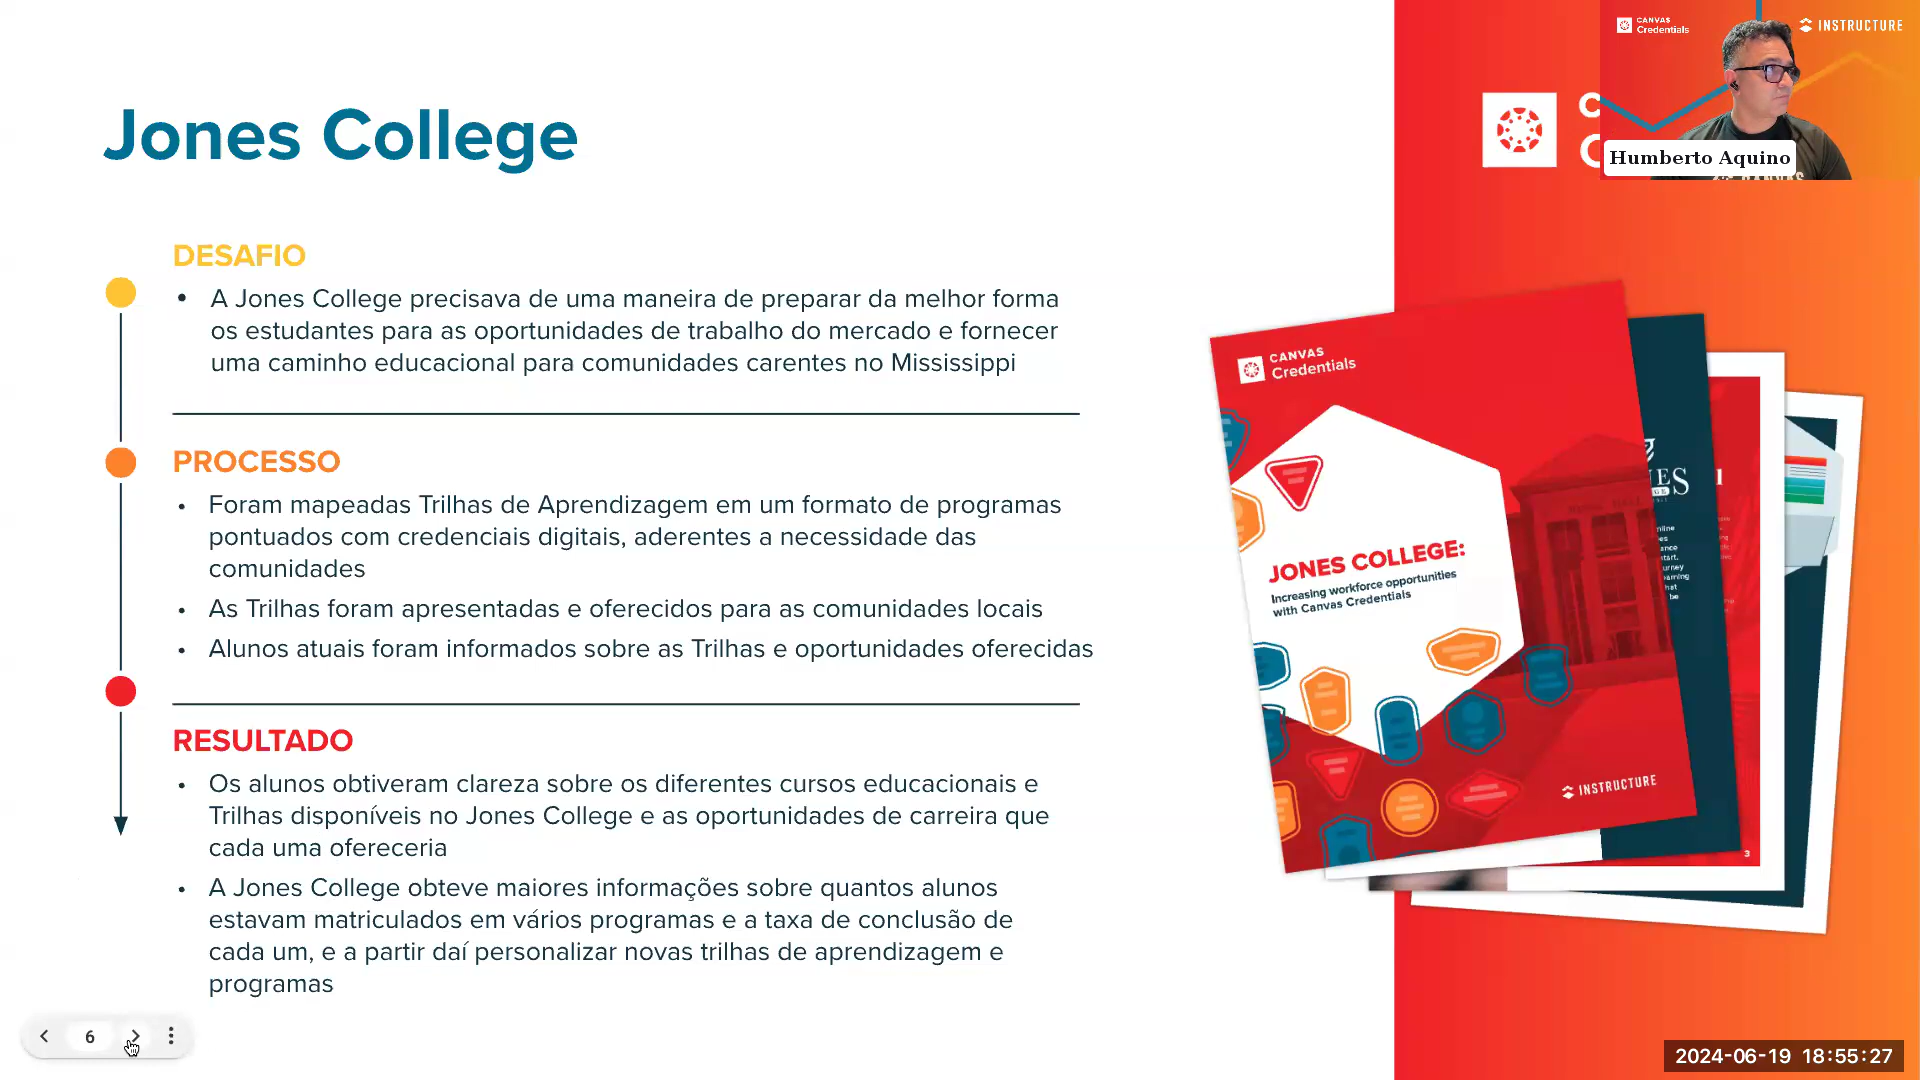 Jones College
DESAFIO
• A Jones College precisava de uma maneira de preparar da melhor forma
os estudantes para as oportunidades de trabalho do mercado e fornecer
uma caminho educacional para comunidades carentes no Mississippi
PROCESSO
• Foram mapeadas Trilhas de Aprendizagem em um formato de programas
pontuados com credenciais digitais, aderentes a necessidade das
comunidades
• As Trilhas foram apresentadas e oferecidos para as comunidades locais
• Alunos atuais foram informados sobre as Trilhas e oportunidades oferecidas
RESULTADO
• Os alunos obtiveram clareza sobre os diferentes cursos educacionais e
Trilhas disponíveis no Jones College e as oportunidades de carreira que
cada uma ofereceria
• A Jones College obteve maiores informações sobre quantos alunos
estavam matriculados em vários programas e a taxa de conclusão de
cada um, e a partir daí personalizar novas trilhas de aprendizagem e
programas
6
CANVAS
Credentials
INSTRUCTURE
Humberto Aquino
CANVAS
Credentials
JONES COLLEGE:
Increasing workforce opportunities
with Canvas Credentials
INSTRUCTURE
3
2024-06-19 18:55:27